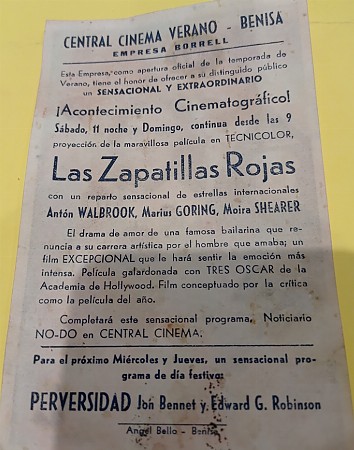 CENTRAL CINEMA VERANO - BENISA
EMPRESA BORRELL
Esta Empresa, como apertura oficial de la temporada de
Verano, tiene el honor de ofrecer a su distinguido público
un SENSACIONAL Y EXTRAORDINARIO
¡Acontecimiento Cinematográfico!
Sábado, 11 noche y Domingo, continua desde las 9
proyección de la maravillosa película en TECNICOLOR,
Las Zapatillas Rojas
con un reparto sensacional de estrellas internacionales
Antón WALBROOK, Marius GORING, Moira SHEARER
El drama de amor de una famosa bailarina que re-
nuncia a su carrera artística por el hombre que amaba; un
film EXCEPCIONAL que le hará sentir la emoción más
intensa. Película galardonada con TRES OSCAR de la
Academia de Hollywood. Film conceptuado por la crítica
como la película del año.
Completará este sensacional programa, Noticiario
NO-DO en CENTRAL CINEMA.
Para el próximo Miércoles y Jueves, un sensacional pro-
grama de día festivo:
PERVERSIDAD Jon Bennet y Edward G. Robinson
Angel Bello - Benisa